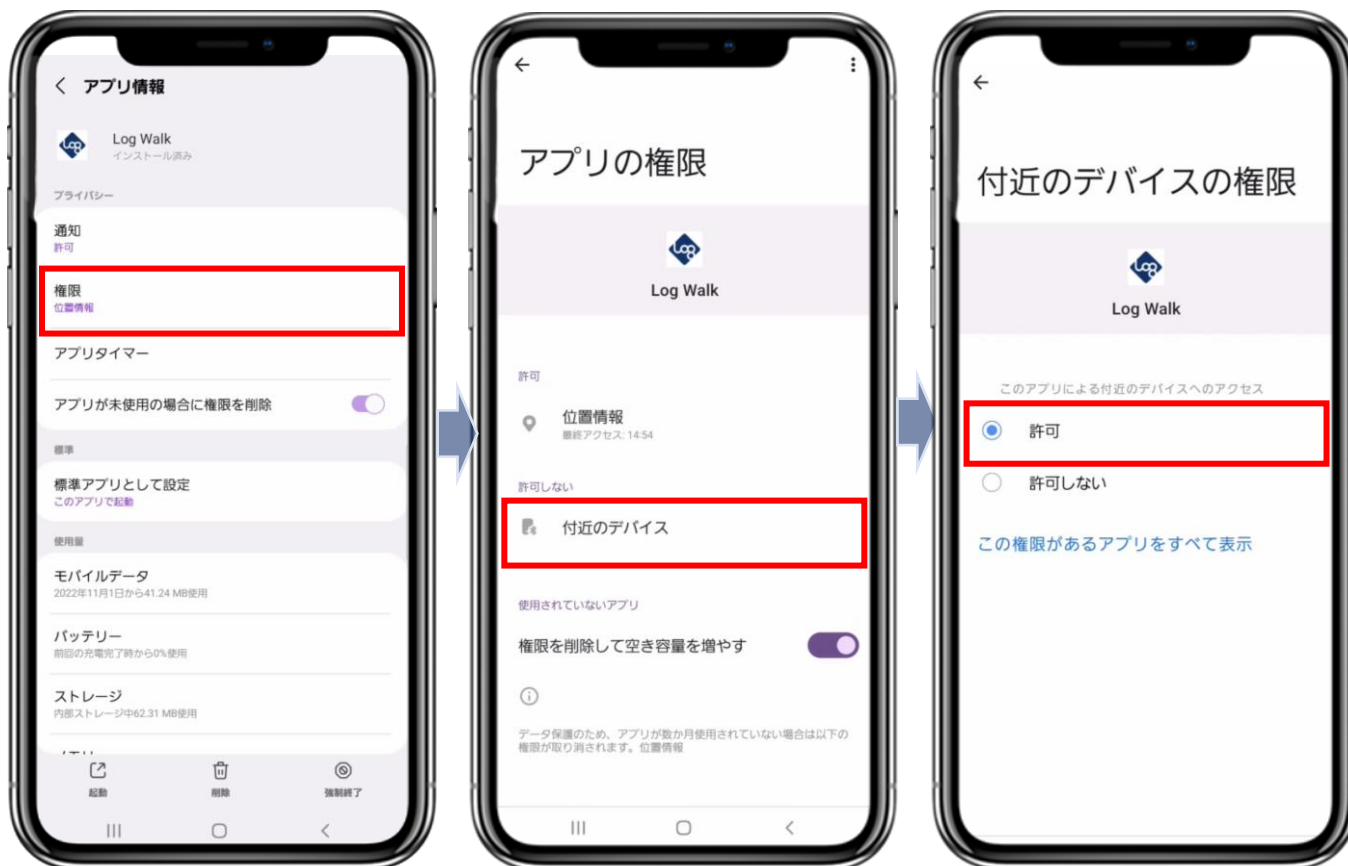 アプリ情報
Log
Log Walk
インストール済み
プライバシー
通知
許可
権限
位置情報
アプリタイマー
アプリが未使用の場合に権限を削除
標準
標準アプリとして設定
このアプリで起動
使用量
モバイルデータ
2022年11月1日から41.24 MB使用
バッテリー
前回の充電完了時から0%使用
ストレージ
内部ストレージ中62.31 MB使用
起動
削除
強制終了
アプリの権限
Log
Log Walk
許可
位置情報
最終アクセス: 14:54
許可しない
付近のデバイス
使用されていないアプリ
権限を削除して空き容量を増やす
データ保護のため、アプリが数か月使用されていない場合は以下の
権限が取り消されます。位置情報
付近のデバイスの権限
Log
Log Walk
このアプリによる付近のデバイスへのアクセス
許可
許可しない
この権限があるアプリをすべて表示